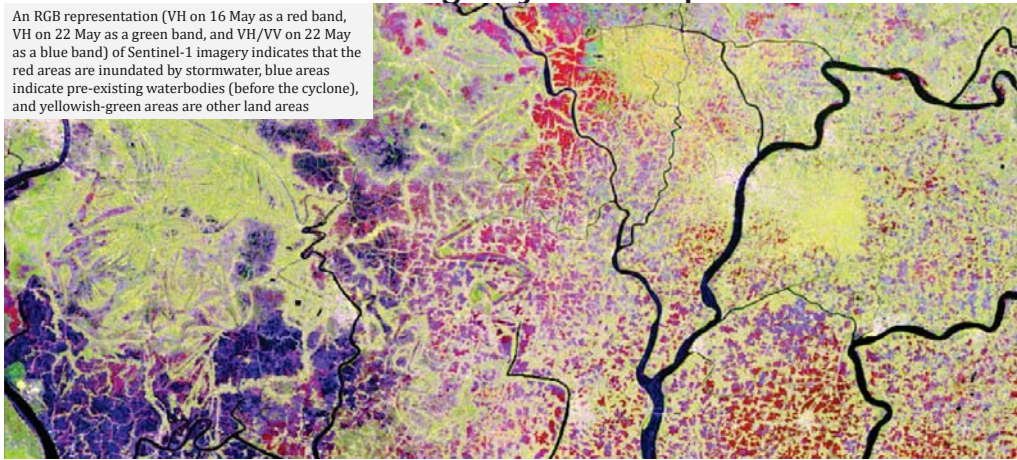 An RGB representation (VH on 16 May as a red band,
VH on 22 May as a green band, and VH/VV on 22 May
as a blue band) of Sentinel-1 imagery indicates that the
red areas are inundated by stormwater, blue areas
indicate pre-existing waterbodies (before the cyclone),
and yellowish-green areas are other land areas